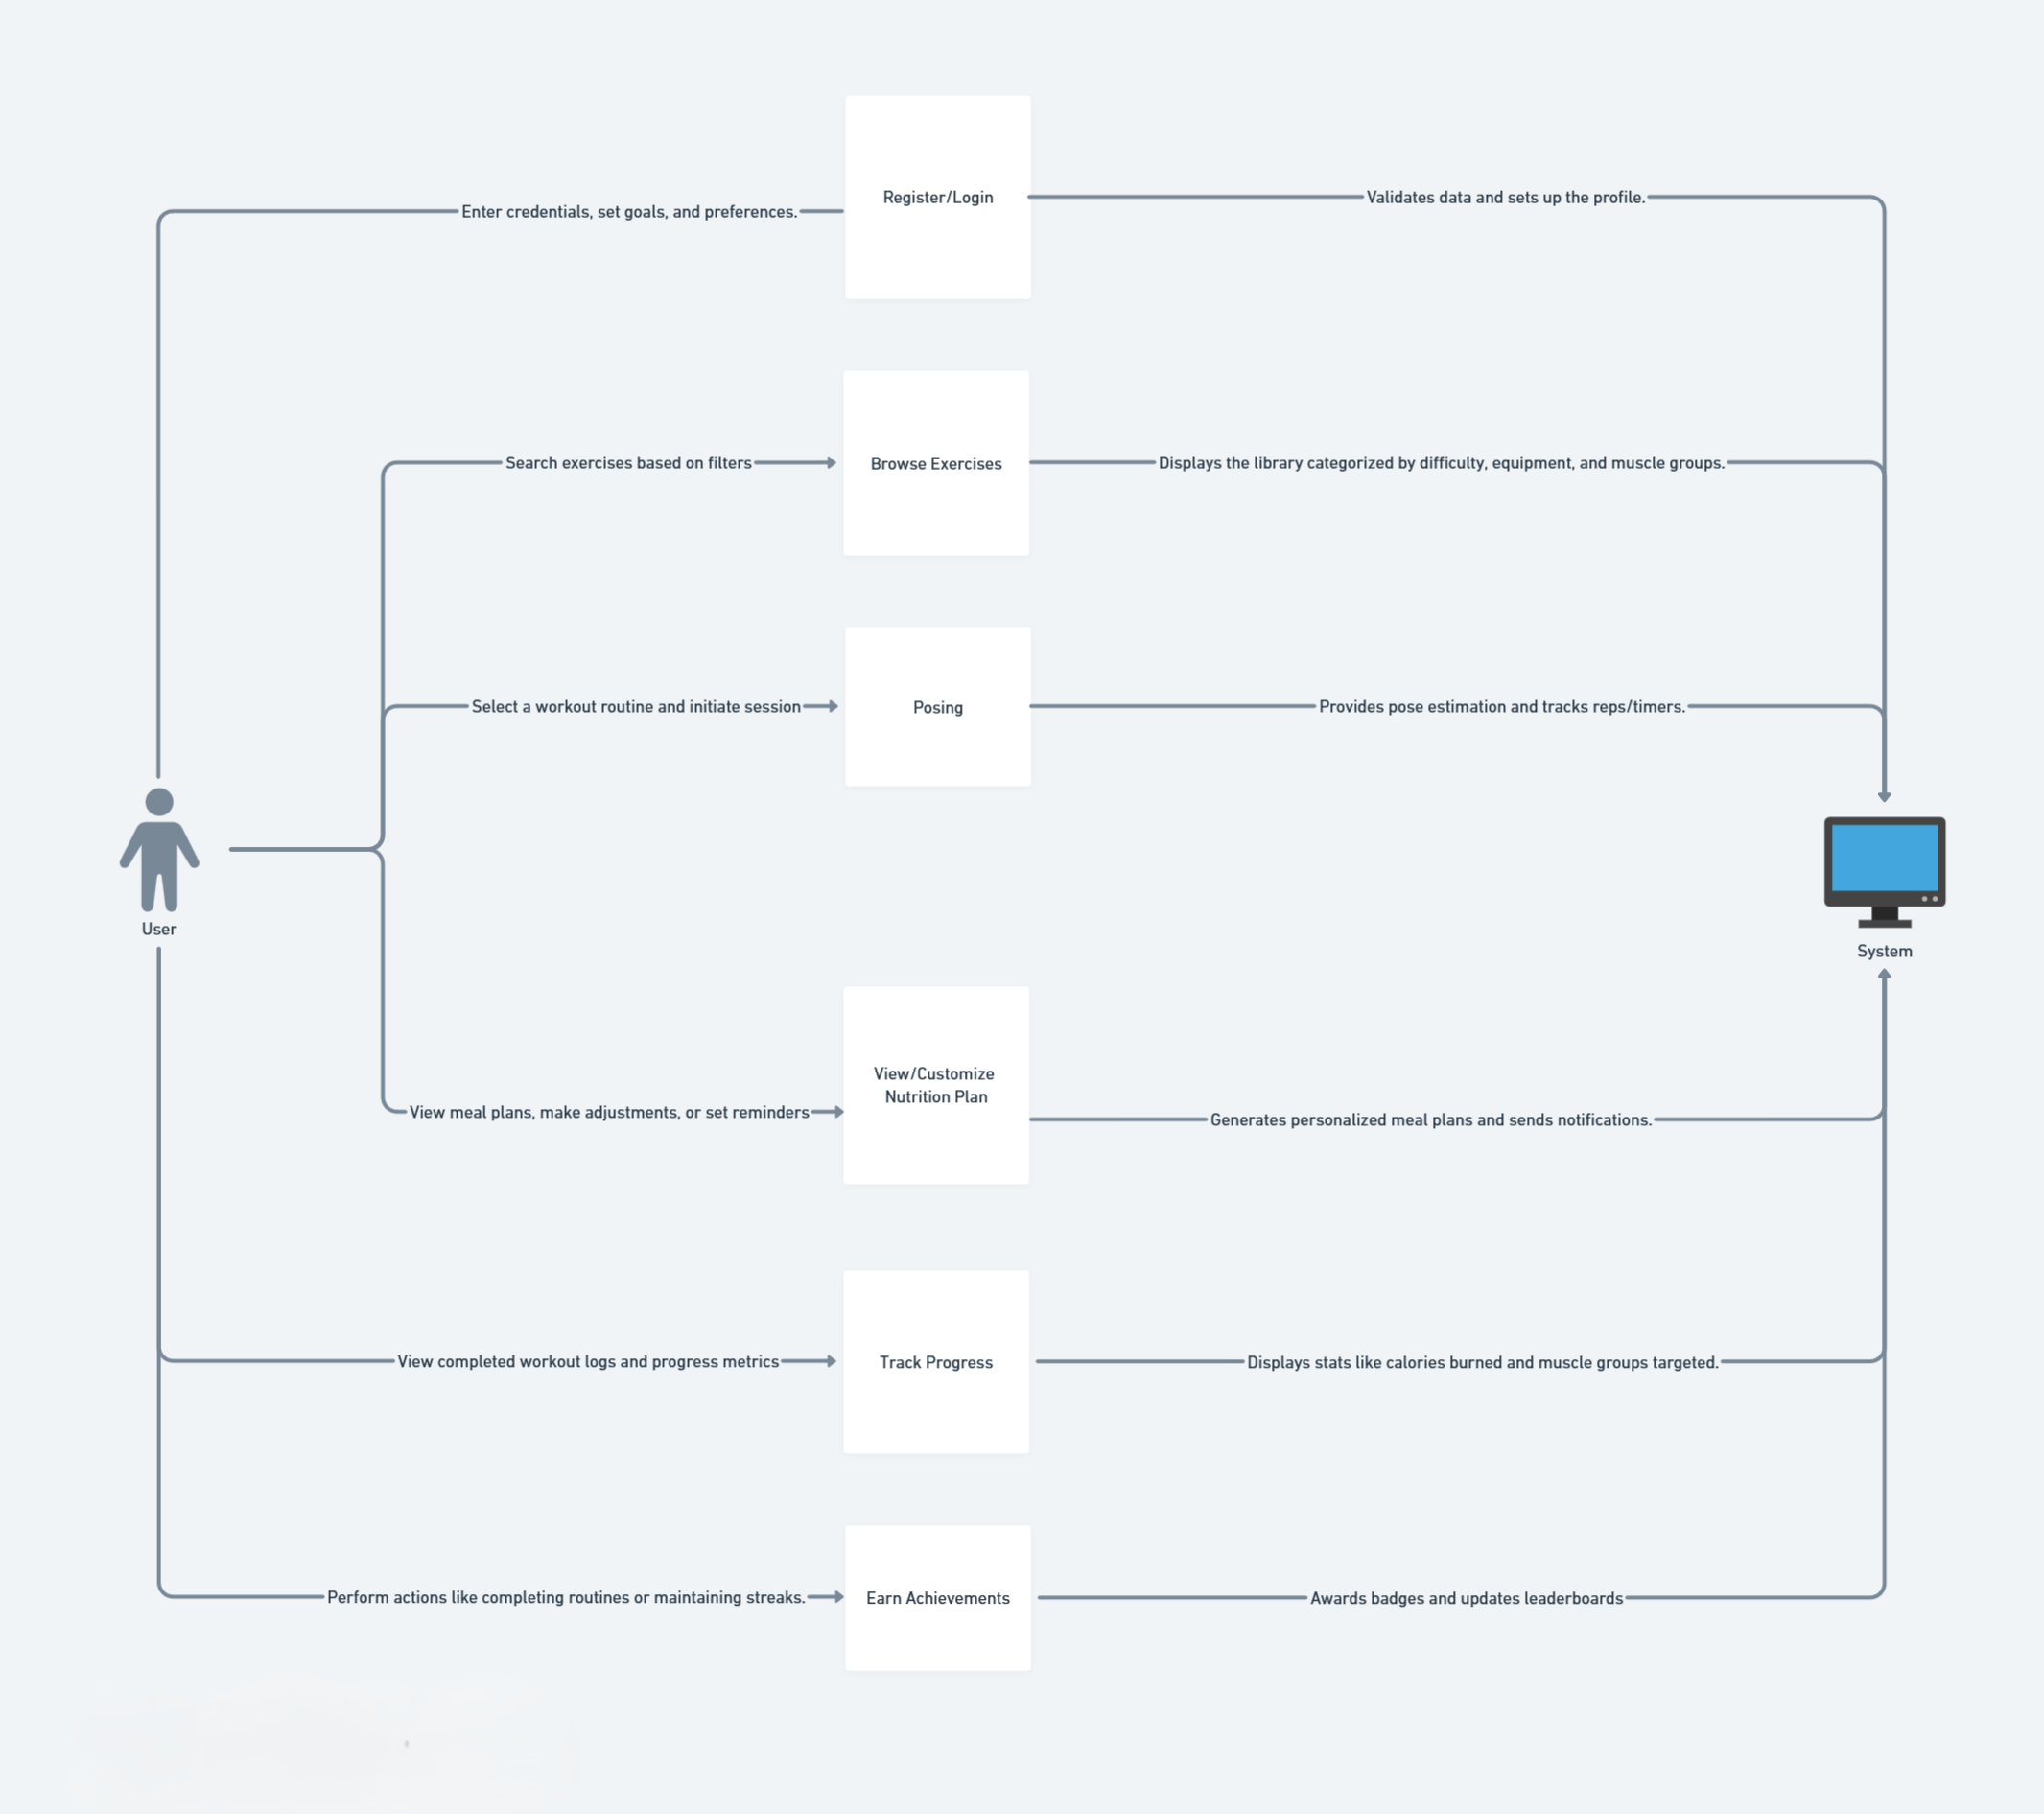 Enter credentials, set goals, and preferences.
Register/Login
Validates data and sets up the profile.
Search exercises based on filters
Browse Exercises
Displays the library categorized by difficulty, equipment, and muscle groups.
Select a workout routine and initiate session
Posing
Provides pose estimation and tracks reps/timers.
User
System
View meal plans, make adjustments, or set reminders
View/Customize
Nutrition Plan
Generates personalized meal plans and sends notifications.
View completed workout logs and progress metrics
Track Progress
Displays stats like calories burned and muscle groups targeted.
Perform actions like completing routines or maintaining streaks.
Earn Achievements
Awards badges and updates leaderboards